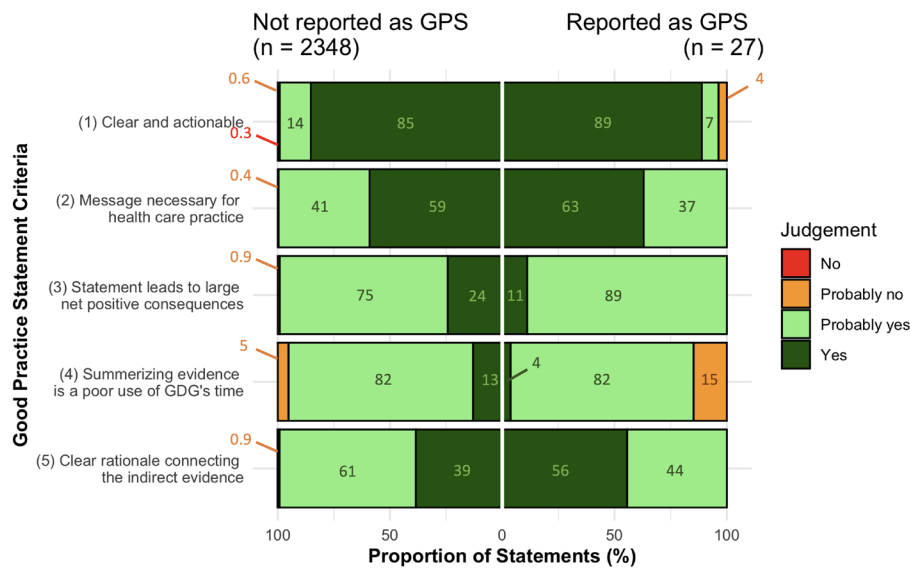 Not reported as GPS
(n = 2348)
Reported as GPS
(n = 27)
Good Practice Statement Criteria
0.6
4
(1) Clear and actionable
0.3
14
85
89
7
0.4
(2) Message necessary for
health care practice
41
59
63
37
0.9
(3) Statement leads to large
net positive consequences
75
24
11
89
5
(4) Summerizing evidence
is a poor use of GDG's time
82
13
4
82
15
0.9
(5) Clear rationale connecting
the indirect evidence
61
39
56
44
100
50
0
50
100
Proportion of Statements (%)
Judgement
No
Probably no
Probably yes
Yes